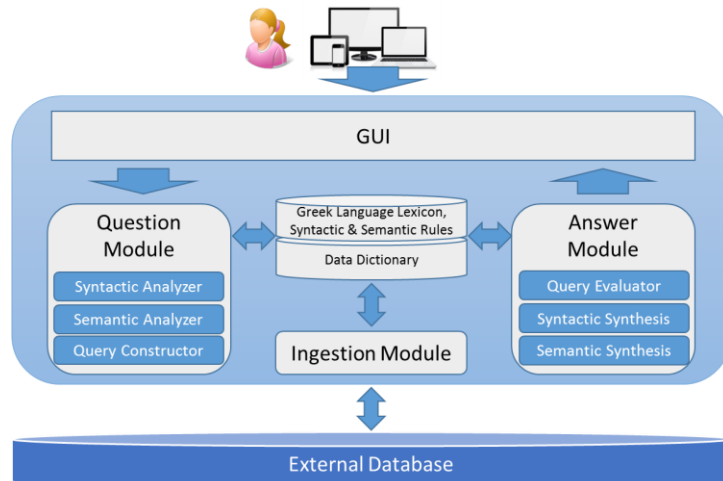 GUI
Question
Module
Syntactic Analyzer
Semantic Analyzer
Query Constructor
Greek Language Lexicon,
Syntactic & Semantic Rules
Data Dictionary
Ingestion Module
Answer
Module
Query Evaluator
Syntactic Synthesis
Semantic Synthesis
External Database